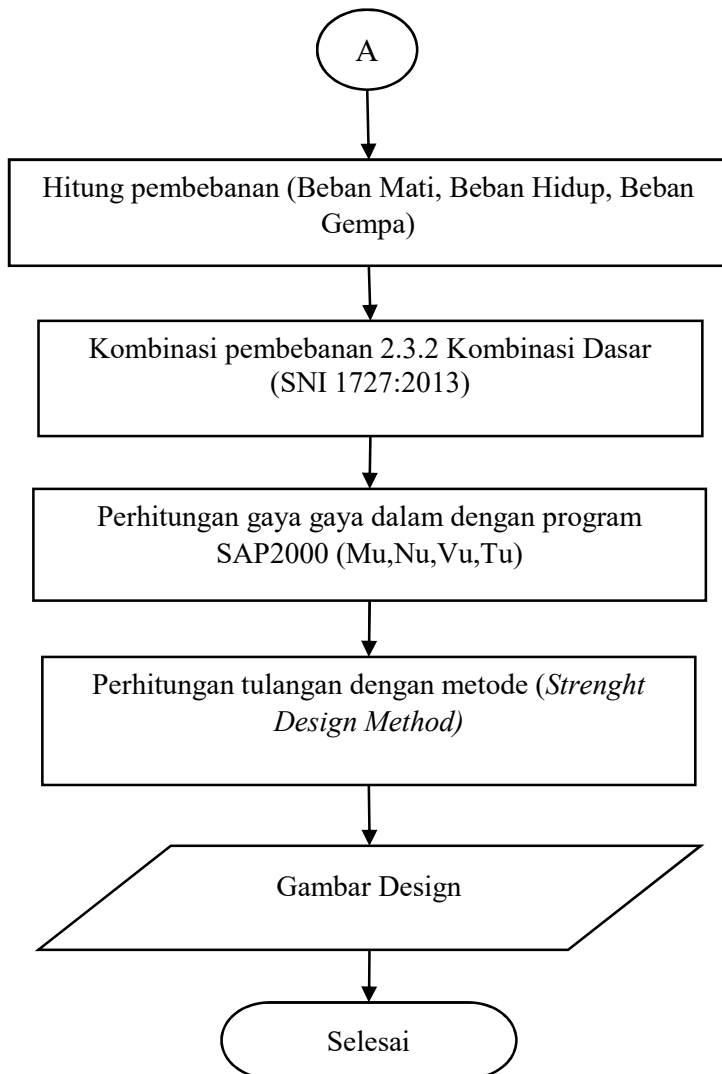 A
Hitung pembebanan (Beban Mati, Beban Hidup, Beban
Gempa)
Kombinasi pembebanan 2.3.2 Kombinasi Dasar
(SNI 1727:2013)
Perhitungan gaya gaya dalam dengan program
SAP2000 (Mu,Nu,Vu,Tu)
Perhitungan tulangan dengan metode (Strenght
Design Method)
Gambar Design
Selesai